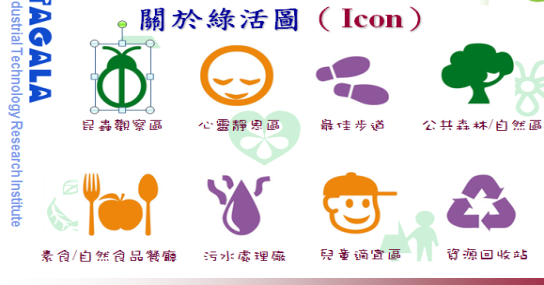 關於綠活圖（Icon）
TAGALA
dustrial Technology Research Institute
昆蟲觀察區
心靈靜思區
最佳步道
公共森林/自然區
素食/自然食品餐廳
污水處理廠
兒童適宜區
資源回收站